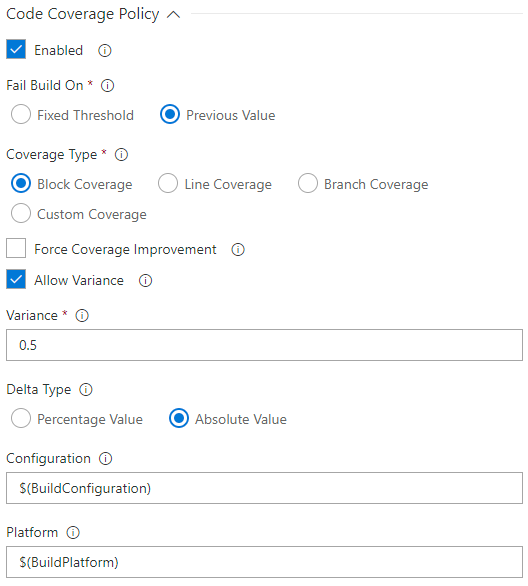 Code Coverage Policy
Enabled
Fail Build On *
Fixed Threshold Previous Value
Coverage Type *
Block Coverage Line Coverage Branch Coverage
Custom Coverage
Force Coverage Improvement
Allow Variance
Variance *
0.5
Delta Type
Percentage Value Absolute Value
Configuration
$(BuildConfiguration)
Platform
$(BuildPlatform)